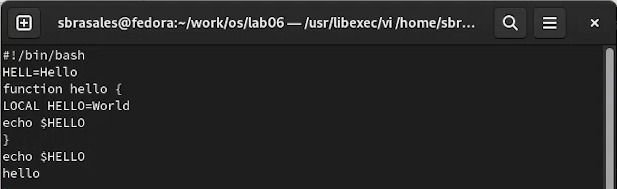 sbrasales@fedora:~/work/os/lab06 — /usr/libexec/vi /home/sbr...
#!/bin/bash
HELL=Hello
function hello {
LOCAL HELLO=World
echo $HELLO
}
echo $HELLO
hello